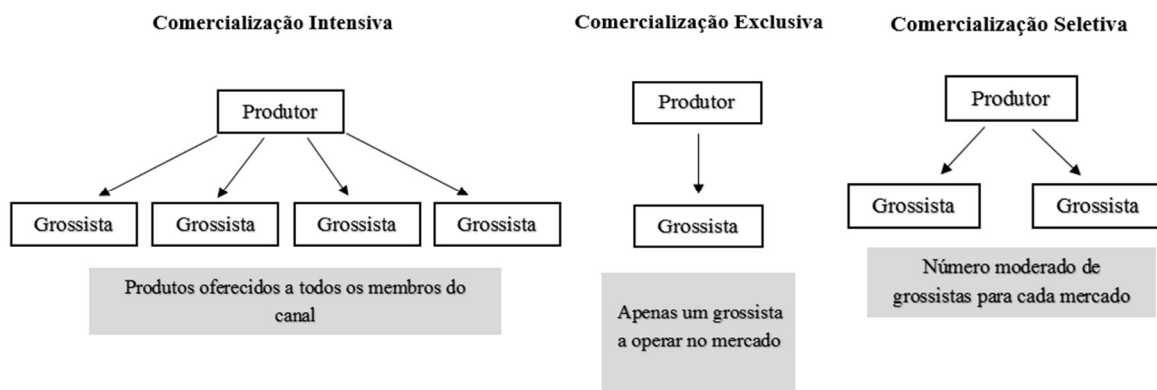 Comercialização Intensiva
Produtor
Grossista
Grossista
Grossista
Grossista
Produtos oferecidos a todos os membros do
canal
Comercialização Exclusiva
Produtor
Grossista
Apenas um grossista
a operar no mercado
Comercialização Seletiva
Produtor
Grossista
Grossista
Número moderado de
grossistas para cada mercado